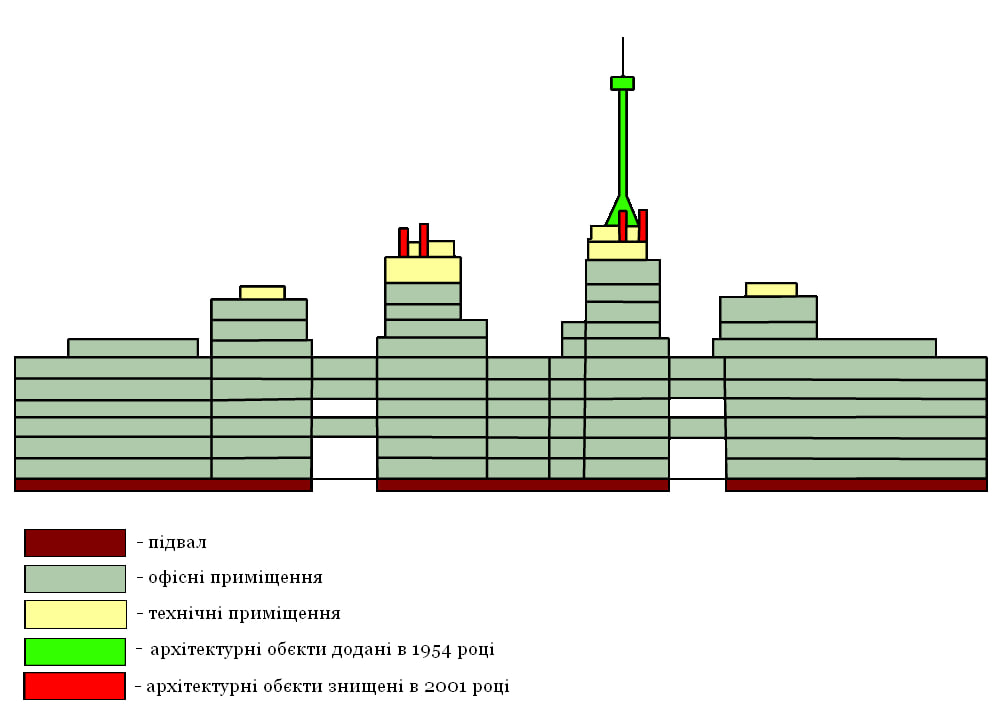 - підвал
- офісні приміщення
- технічні приміщення
- архітектурні обєкти додані в 1954 році
- архітектурні обєкти знищені в 2001 році